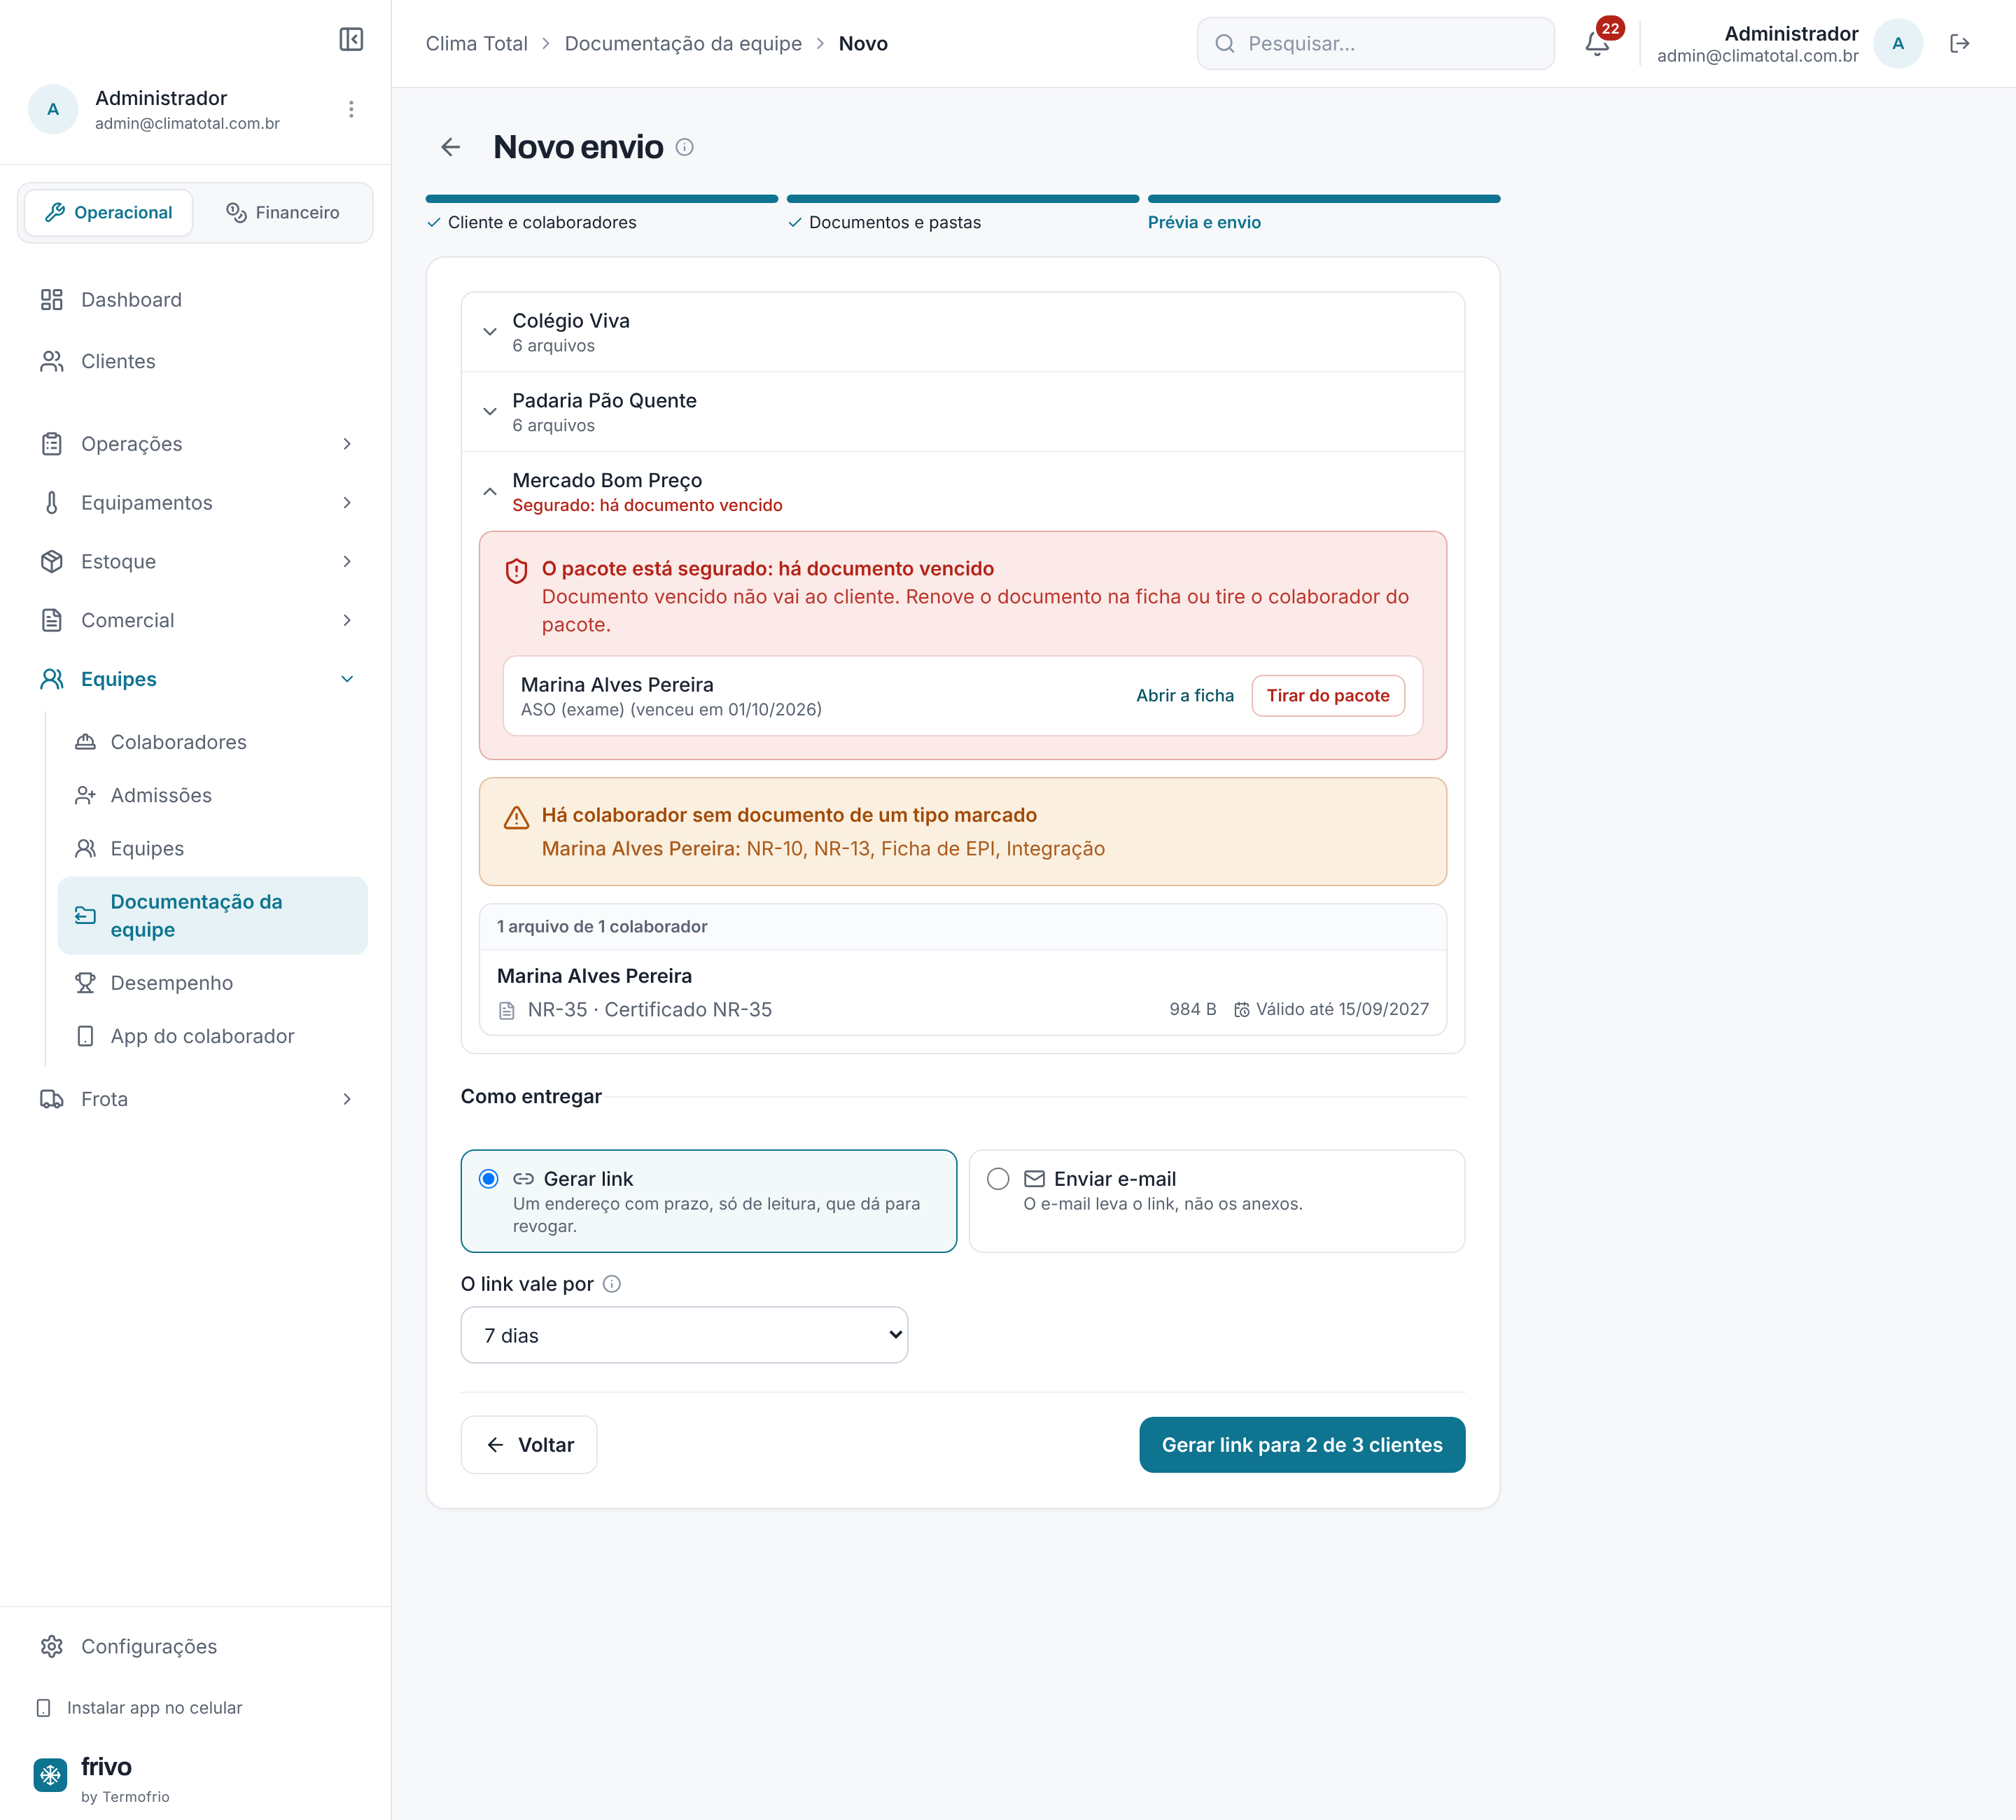 Clima Total > Documentação da equipe > Novo
Pesquisar...
22
Administrador
admin@climatotal.com.br
A
A
Administrador
admin@climatotal.com.br
Operacional
Financeiro
Dashboard
Clientes
Operações
Equipamentos
Estoque
Comercial
Equipes
Colaboradores
Admissões
Equipes
Documentação da
equipe
Desempenho
App do colaborador
Frota
Configurações
Instalar app no celular
frivo
by Termofrio
Novo envio
Cliente e colaboradores
Documentos e pastas
Prévia e envio
Colégio Viva
6 arquivos
Padaria Pão Quente
6 arquivos
Mercado Bom Preço
Segurado: há documento vencido
O pacote está segurado: há documento vencido
Documento vencido não vai ao cliente. Renove o documento na ficha ou tire o colaborador do
pacote.
Marina Alves Pereira
ASO (exame) (venceu em 01/10/2026)
Abrir a ficha
Tirar do pacote
Há colaborador sem documento de um tipo marcado
Marina Alves Pereira: NR-10, NR-13, Ficha de EPI, Integração
1 arquivo de 1 colaborador
Marina Alves Pereira
NR-35 · Certificado NR-35
984 B
Válido até 15/09/2027
Como entregar
Gerar link
Um endereço com prazo, só de leitura, que dá para
revogar.
Enviar e-mail
O e-mail leva o link, não os anexos.
O link vale por
7 dias
Voltar
Gerar link para 2 de 3 clientes